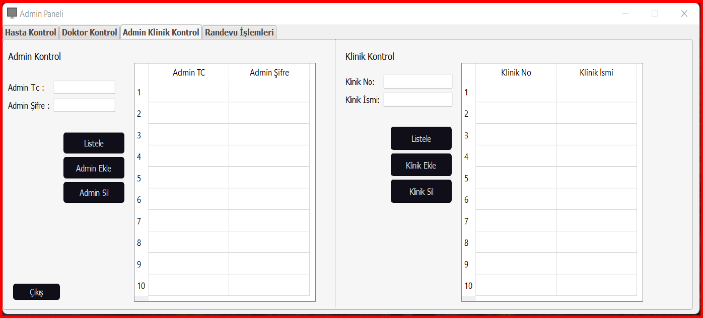 Admin Paneli
Hasta Kontrol Doktor Kontrol Admin Klinik Kontrol Randevu İşlemleri
Admin Kontrol
Admin Tc :
Admin Şifre :
Listele
Admin Ekle
Admin Sil
Çıkış
Admin TC Admin Şifre
1
2
3
4
5
6
7
8
9
10
Klinik Kontrol
Klinik No:
Klinik İsmi:
Listele
Klinik Ekle
Klinik Sil
Klinik No Klinik İsmi
1
2
3
4
5
6
7
8
9
10